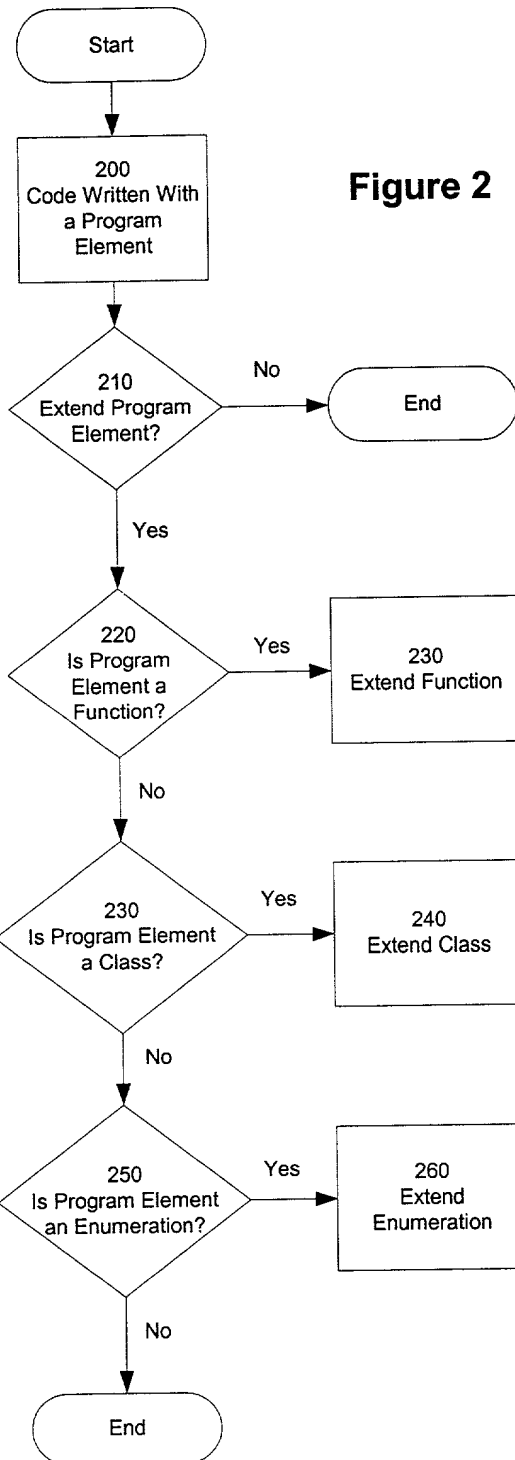 Start
200
Code Written With
a Program
Element
Figure 2
210
Extend Program
Element?
No
End
Yes
220
Is Program
Element a
Function?
Yes
230
Extend Function
No
230
Is Program Element
a Class?
Yes
240
Extend Class
No
250
Is Program Element
an Enumeration?
Yes
260
Extend
Enumeration
No
End